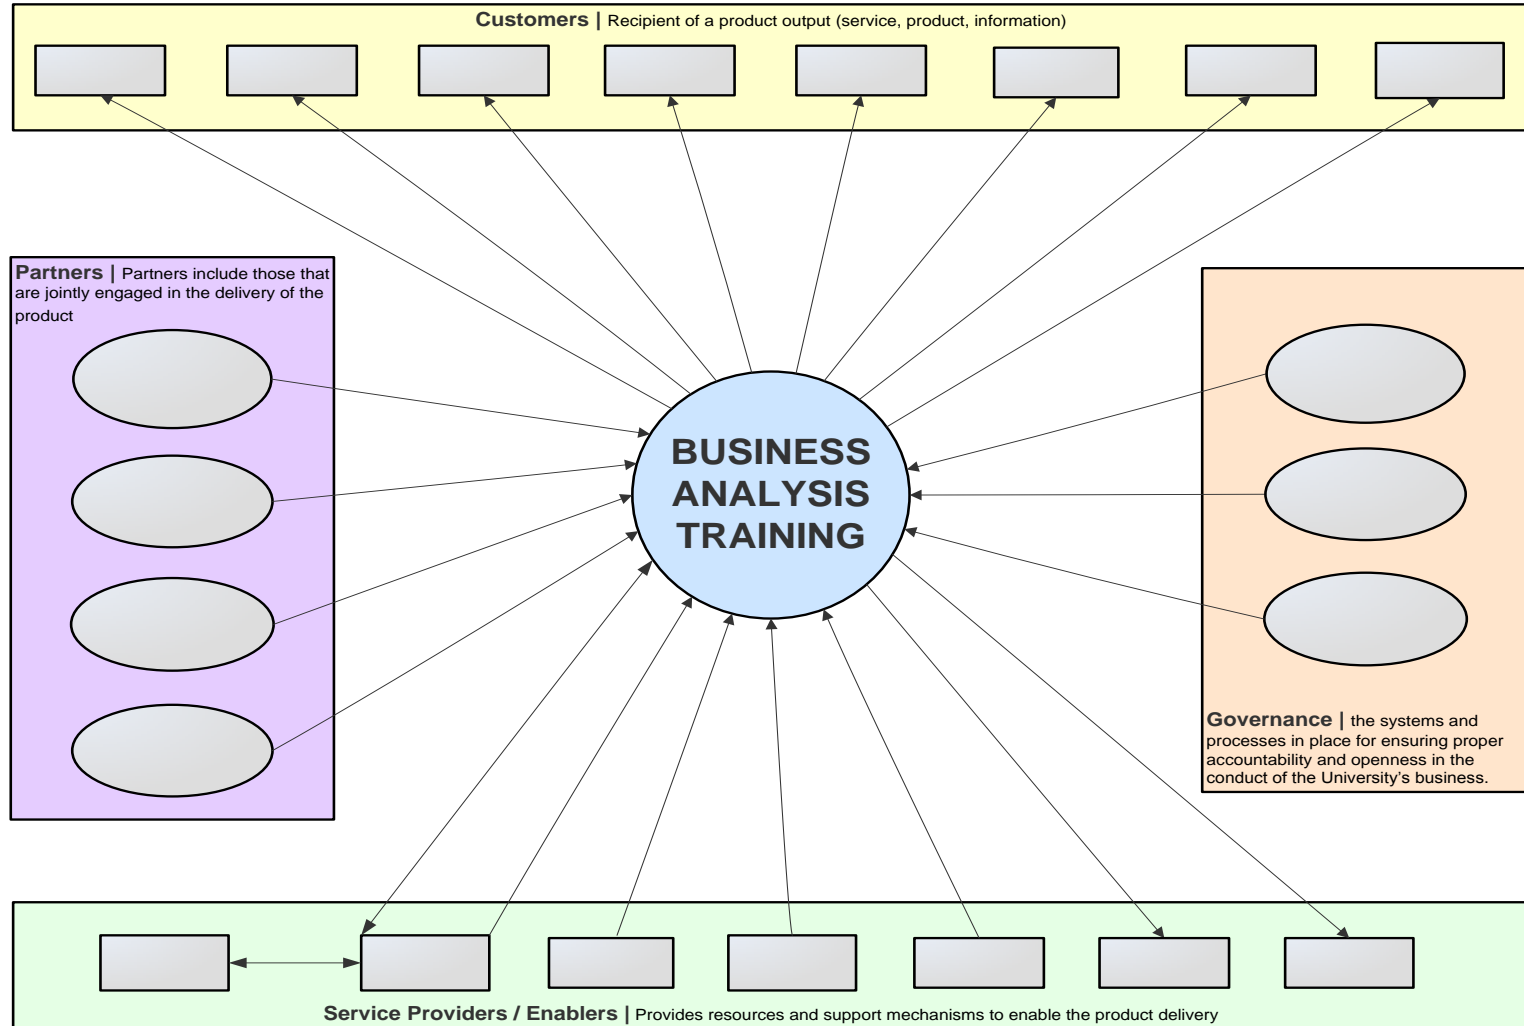 Customers | Recipient of a product output (service, product, information)
Partners | Partners include those that
are jointly engaged in the delivery of the
product
BUSINESS
ANALYSIS
TRAINING
Governance | the systems and
processes in place for ensuring proper
accountability and openness in the
conduct of the University's business.
Service Providers / Enablers | Provides resources and support mechanisms to enable the product delivery